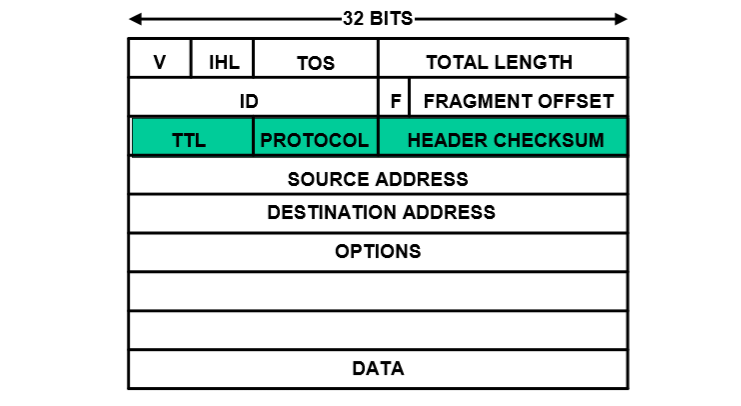 32 BITS
V IHL TOS TOTAL LENGTH
ID F FRAGMENT OFFSET
TTL PROTOCOL HEADER CHECKSUM
SOURCE ADDRESS
DESTINATION ADDRESS
OPTIONS
DATA